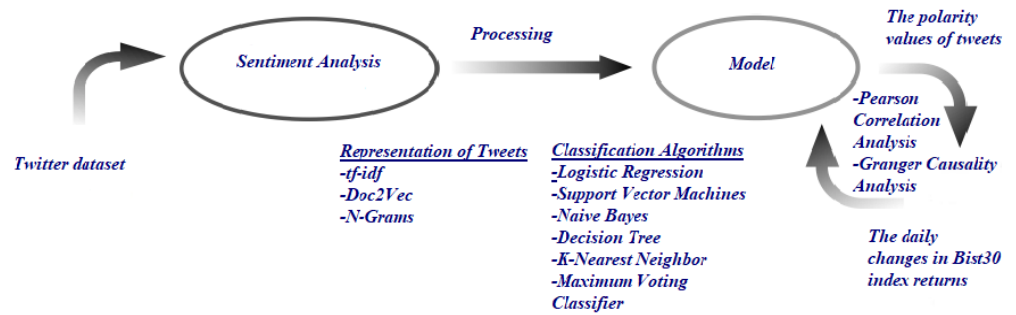 Twitter dataset
Sentiment Analysis
Processing
Representation of Tweets
-tf-idf
-Doc2Vec
-N-Grams
Classification Algorithms
-Logistic Regression
-Support Vector Machines
-Naive Bayes
-Decision Tree
-K-Nearest Neighbor
-Maximum Voting
Classifier
Model
The polarity
values of tweets
-Pearson
Correlation
Analysis
-Granger Causality
Analysis
The daily
changes in Bist30
index returns